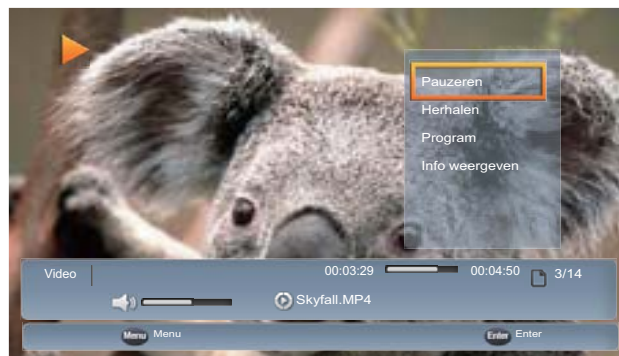 Pauzeren
Herhalen
Program
Info weergeven
Video 00:03:29 00:04:50 3/14
Skyfall.MP4
Menu Menu Enter Enter